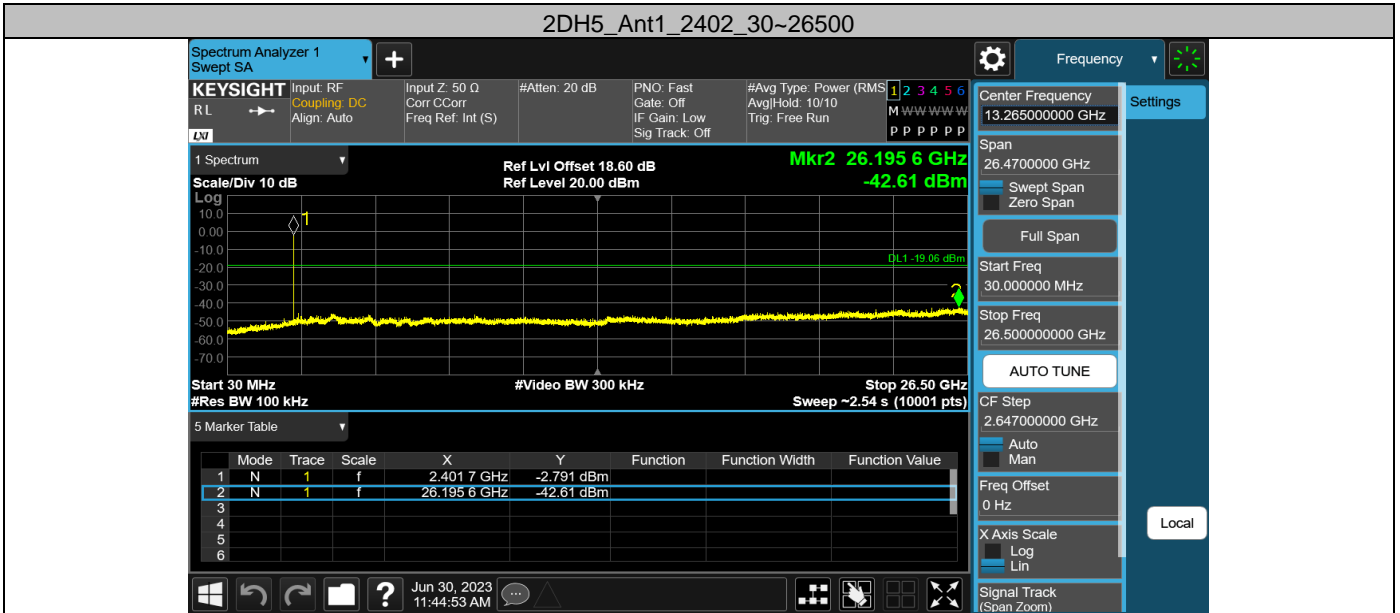 2DH5_Ant1_2402_30~26500
Spectrum Analyzer 1
Swept SA
Frequency
KEYSIGHT
R L
LXI
Input: RF
Coupling: DC
Align: Auto
Input Z: 50 Ω
Corr CCorr
Freq Ref: Int (S)
#Atten: 20 dB
PNO: Fast
Gate: Off
IF Gain: Low
Sig Track: Off
#Avg Type: Power (RMS
Avg|Hold: 10/10
Trig: Free Run
1 2 3 4 5 6
M W W W W W
P P P P P P
1 Spectrum
Scale/Div 10 dB
Ref Lvl Offset 18.60 dB
Ref Level 20.00 dBm
Mkr2 26.195 6 GHz
-42.61 dBm
Log
10.0
0.00
-10.0
-20.0
-30.0
-40.0
-50.0
-60.0
-70.0
1
DL1 -19.06 dBm
2
Start 30 MHz
#Res BW 100 kHz
#Video BW 300 kHz
Stop 26.50 GHz
Sweep ~2.54 s (10001 pts)
5 Marker Table
Mode Trace Scale X Y Function Function Width Function Value
1 N 1 f 2.401 7 GHz -2.791 dBm
2 N 1 f 26.195 6 GHz -42.61 dBm
3
4
5
6
?
Jun 30, 2023
11:44:53 AM
Center Frequency
13.265000000 GHz
Span
26.4700000 GHz
Swept Span
Zero Span
Full Span
Start Freq
30.000000 MHz
Stop Freq
26.500000000 GHz
AUTO TUNE
CF Step
2.647000000 GHz
Auto
Man
Freq Offset
0 Hz
X Axis Scale
Log
Lin
Signal Track
(Span Zoom)
Settings
Local